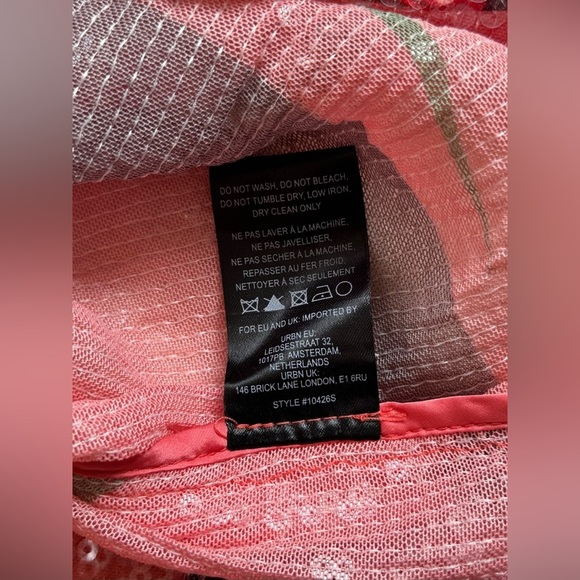 DO NOT WASH, DO NOT BLEACH,
DO NOT TUMBLE DRY, LOW IRON,
DRY CLEAN ONLY
NE PAS LAVER À LA MACHINE,
NE PAS JAVELLISER,
NE PAS SECHER A LA MACHINE,
REPASSER AU FER FROID,
NETTOYER À SEC SEULEMENT
FOR EU AND UK: IMPORTED BY
URBN EU:
LEIDSESTRAAT 32,
1017PB AMSTERDAM,
NETHERLANDS
URBN UK:
146 BRICK LANE LONDON, E1 6RU
STYLE #10426S